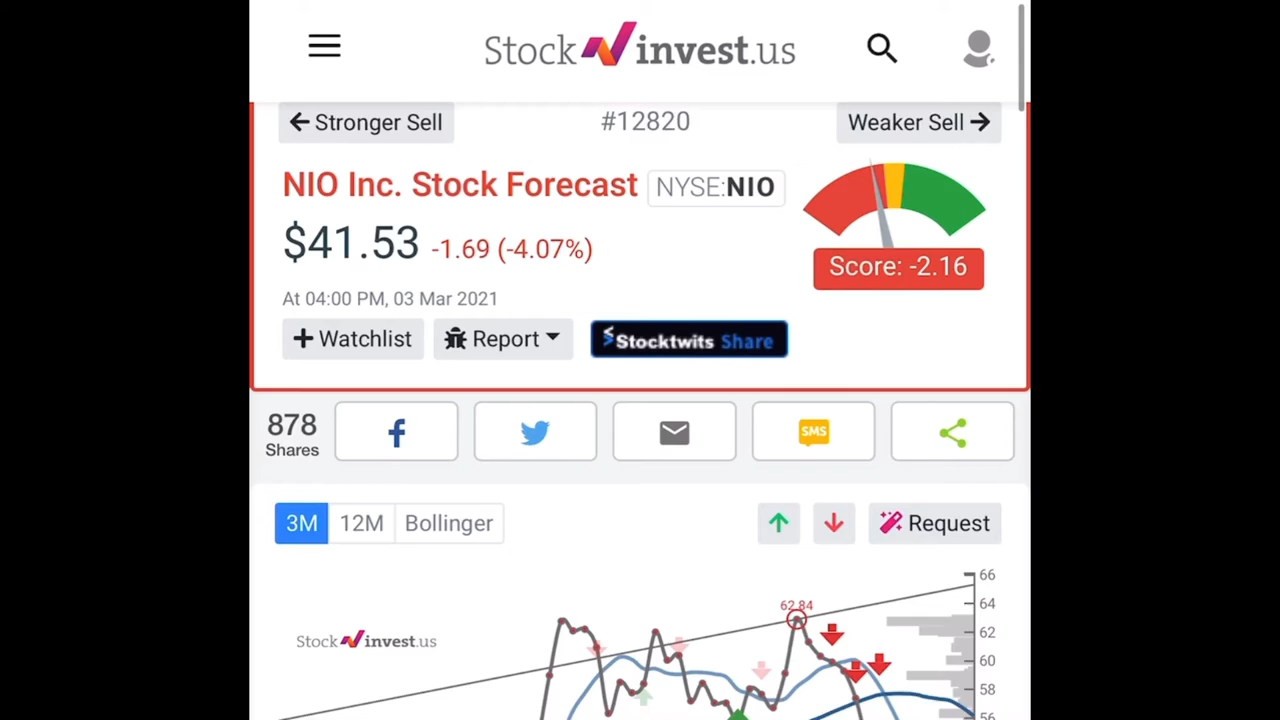 Stock invest.us
Stronger Sell #12820 Weaker Sell
NIO Inc. Stock Forecast NYSE:NIO
$41.53 -1.69 (-4.07%)
Score: -2.16
At 04:00 PM, 03 Mar 2021
Watchlist Report Stocktwits Share
878
Shares
SMS
3M 12M Bollinger Request
66
62.84
64
Stock invest.us
62
60
58
56